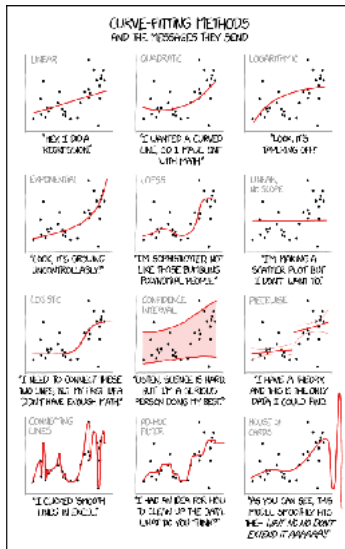 CURVE-FITTING METHODS
AND THE MESSAGES THEY SEND
LINEAR
QUADRATIC
LOGARITHMIC
"HEY, I DID A
REGRESSION."
"I WANTED A CURVED
LINE, SO I MADE ONE
WITH MATH."
"LOOK, IT'S
TAPERING OFF!"
EXPONENTIAL
LOESS
LINEAR,
NO SLOPE
"LOOK, IT'S GROWING
UNCONTROLLABLY!"
"I'M SOPHISTICATED, NOT
LIKE THOSE BUMBLING
POLYNOMIAL PEOPLE."
"I'M MAKING A
SCATTER PLOT BUT
I DON'T WANT TO."
LOGISTIC
CONFIDENCE
INTERVAL
PIECEWISE
"I NEED TO CONNECT THESE
TWO LINES, BUT MY FIRST IDEA
DIDN'T HAVE ENOUGH MATH."
"LISTEN, SCIENCE IS HARD.
BUT I'M A SERIOUS
PERSON DOING MY BEST."
"I HAVE A THEORY,
AND THIS IS THE ONLY
DATA I COULD FIND."
CONNECTING
LINES
AD-HOC
FILTER
HOUSE OF
CARDS
"I CLICKED 'SMOOTH
LINES' IN EXCEL."
"I HAD AN IDEA FOR HOW
TO CLEAN UP THE DATA.
WHAT DO YOU THINK?"
"AS YOU CAN SEE, THIS
MODEL SMOOTHLY FITS
THE- WAIT NO NO DON'T
EXTEND IT AAAAAA!!"